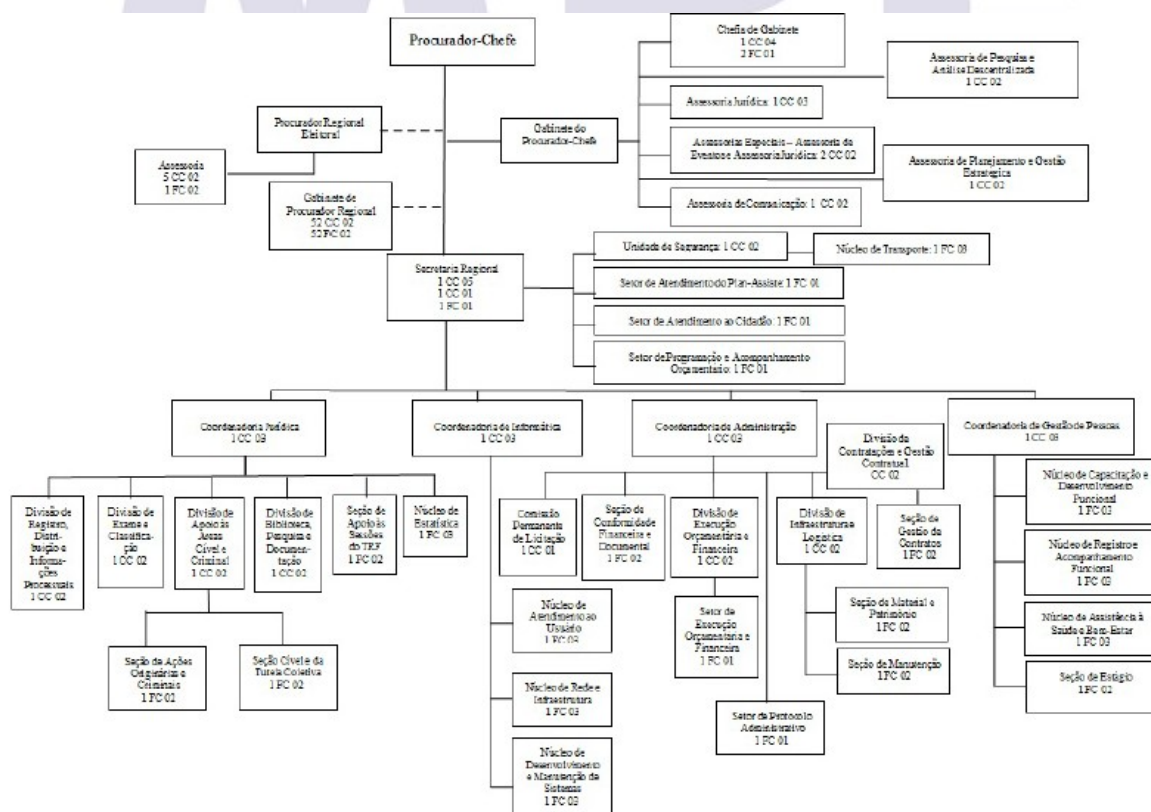 Procurador-Chefe
Chefia de Gabinete
1 CC 04
2 FC 01
Assessoria de Pesquisa e
Análise Descentralizada
1 CC 02
Assessoria Jurídica: 1 CC 03
Procurador Regional
Eleitoral
Gabinete do
Procurador-Chefe
Assessorias Especiais – Assessoria de
Eventos e Assessoria Jurídica: 2 CC 02
Assessoria
5 CC 02
1 FC 02
Assessoria de Planejamento e Gestão
Estratégica
1 CC 02
Gabinete de
Procurador Regional
52 CC 02
52 FC 02
Assessoria de Comunicação: 1 CC 02
Secretaria Regional
1 CC 05
1 CC 01
1 FC 01
Unidade de Segurança: 1 CC 02
Núcleo de Transporte: 1 FC 03
Setor de Atendimento do Plan-Assiste: 1 FC 01
Setor de Atendimento ao Cidadão: 1 FC 01
Setor de Programação e Acompanhamento
Orçamentário: 1 FC 01
Coordenadoria Jurídica
1 CC 03
Coordenadoria de Informática
1 CC 03
Coordenadoria de Administração
1 CC 03
Coordenadoria de Gestão de Pessoas
1 CC 03
Divisão de
Contratações e Gestão
Contratual
CC 02
Divisão de
Registro,
Distri-
buição e
Informa-
ções
Processuais
1 CC 02
Divisão de
Exame e
Classifica-
ção
1 CC 02
Divisão de
Apoio às
Áreas
Cível e
Criminal
1 CC 02
Divisão de
Biblioteca,
Pesquisa e
Documen-
tação
1 CC 02
Seção de
Apoio às
Sessões
do TRF
1 FC 02
Núcleo de
Estatística
1 FC 03
Comissão
Permanente
de Licitação
1 CC 01
Seção de
Conformidade
Financeira e
Documental
1 FC 02
Divisão de
Execução
Orçamentária e
Financeira
1 CC 02
Divisão de
Infraestrutura e
Logística
1 CC 02
Seção de
Gestão de
Contratos
1 FC 02
Núcleo de Capacitação e
Desenvolvimento
Funcional
1 FC 03
Núcleo de Registro e
Acompanhamento
Funcional
1 FC 03
Núcleo de Assistência à
Saúde e Bem-Estar
1 FC 03
Seção de Estágio
1 FC 02
Seção de Ações
Originárias e
Criminais
1 FC 02
Seção Cível e da
Tutela Coletiva
1 FC 02
Núcleo de
Atendimento ao
Usuário
1 FC 03
Núcleo de Rede e
Infraestrutura
1 FC 03
Núcleo de
Desenvolvimento
e Manutenção de
Sistemas
1 FC 03
Setor de
Execução
Orçamentária e
Financeira
1 FC 01
Seção de Material e
Patrimônio
1 FC 02
Seção de Manutenção
1 FC 02
Setor de Protocolo
Administrativo
1 FC 01